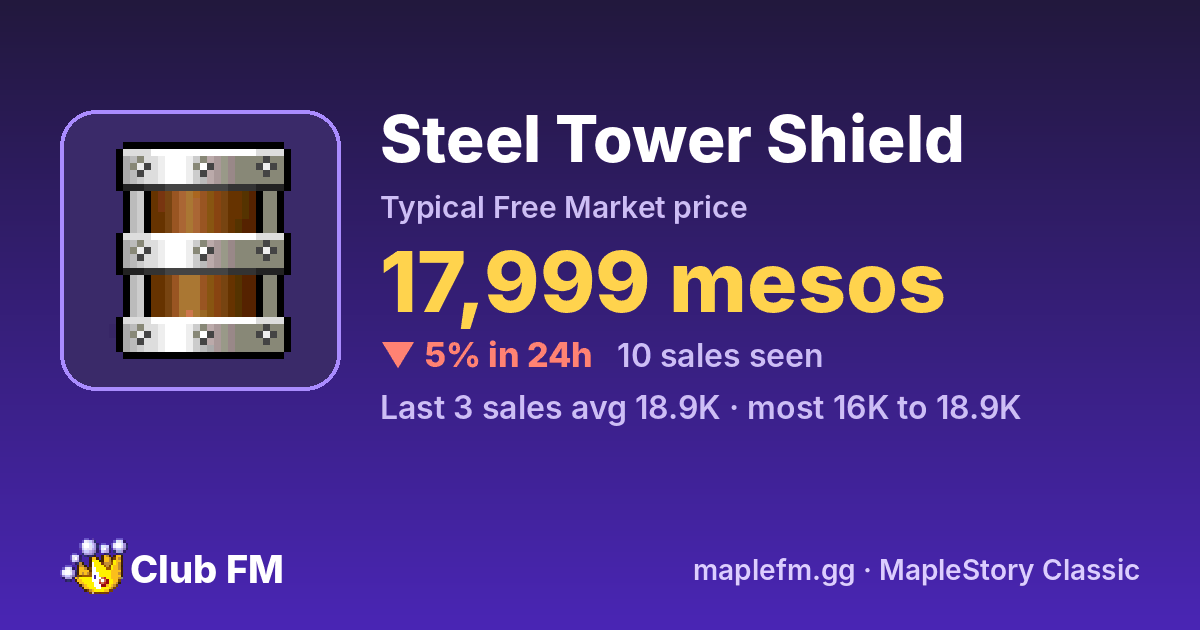 Steel Tower Shield
Typical Free Market price
17,999 mesos
▼ 5% in 24h 10 sales seen
Last 3 sales avg 18.9K · most 16K to 18.9K
Club FM
maplefm.gg · MapleStory Classic